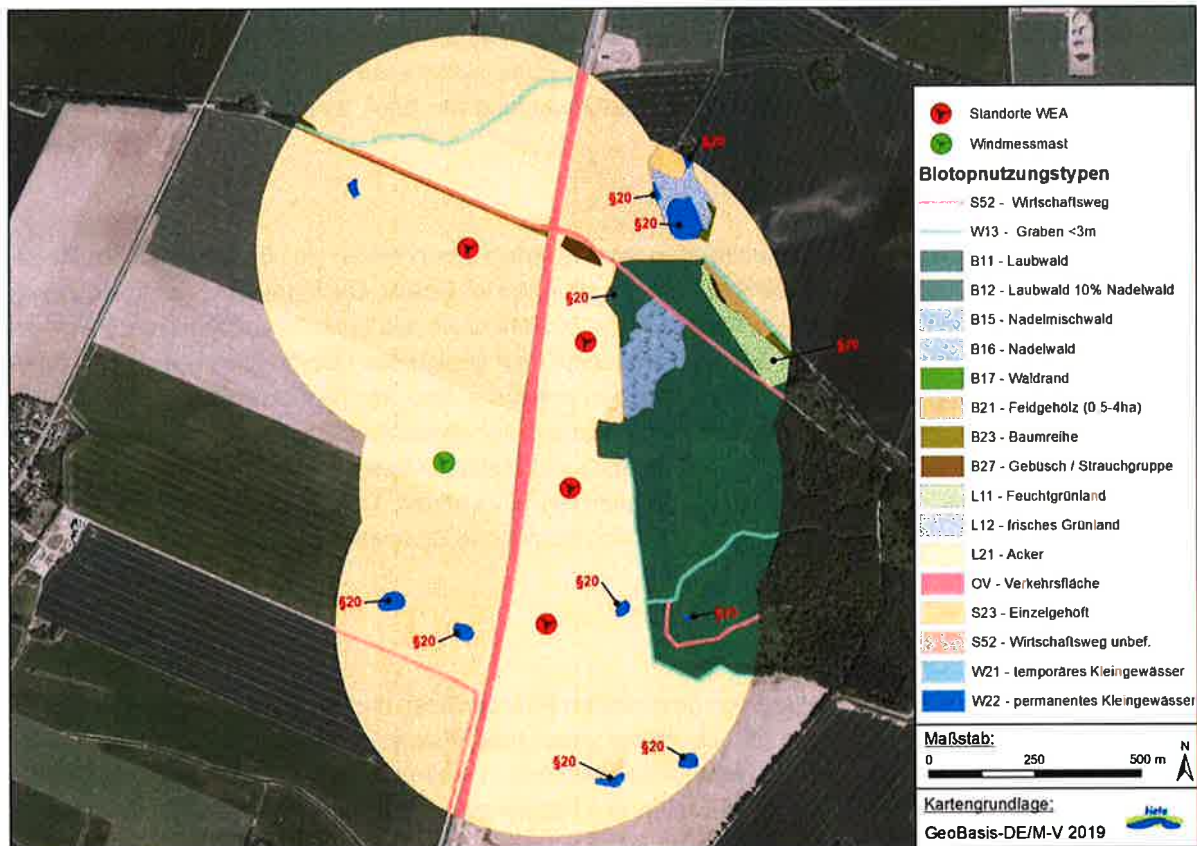 §20
§20
§20
§20
§20
§20
§20
§20
§20
§20
§20
Standorte WEA
Windmessmast
Biotopnutzungstypen
S52 - Wirtschaftsweg
W13 - Graben <3m
B11 - Laubwald
B12 - Laubwald 10% Nadelwald
B15 - Nadelmischwald
B16 - Nadelwald
B17 - Waldrand
B21 - Feldgehölz (0 5-4ha)
B23 - Baumreihe
B27 - Gebüsch / Strauchgruppe
L11 - Feuchtgrünland
L12 - frisches Grünland
L21 - Acker
OV - Verkehrsfläche
S23 - Einzelgehöft
S52 - Wirtschaftsweg unbef.
W21 - temporäres Kleingewässer
W22 - permanentes Kleingewässer
Maßstab:
0 250 500 m
N
Kartengrundlage:
GeoBasis-DE/M-V 2019